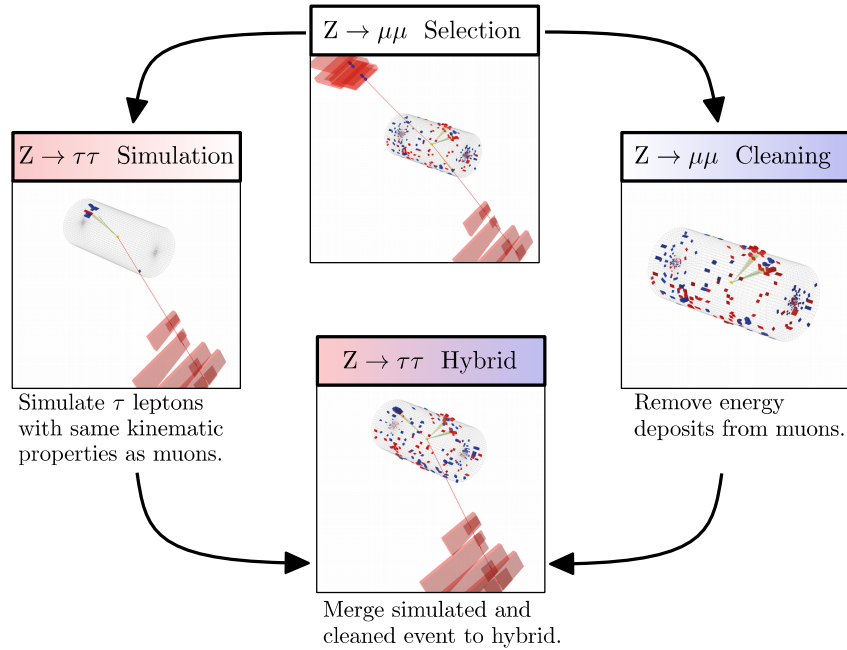 Z → μμ Selection
Z → ττ Simulation
Z → μμ Cleaning
Simulate τ leptons
with same kinematic
properties as muons.
Remove energy
deposits from muons.
Z → ττ Hybrid
Merge simulated and
cleaned event to hybrid.